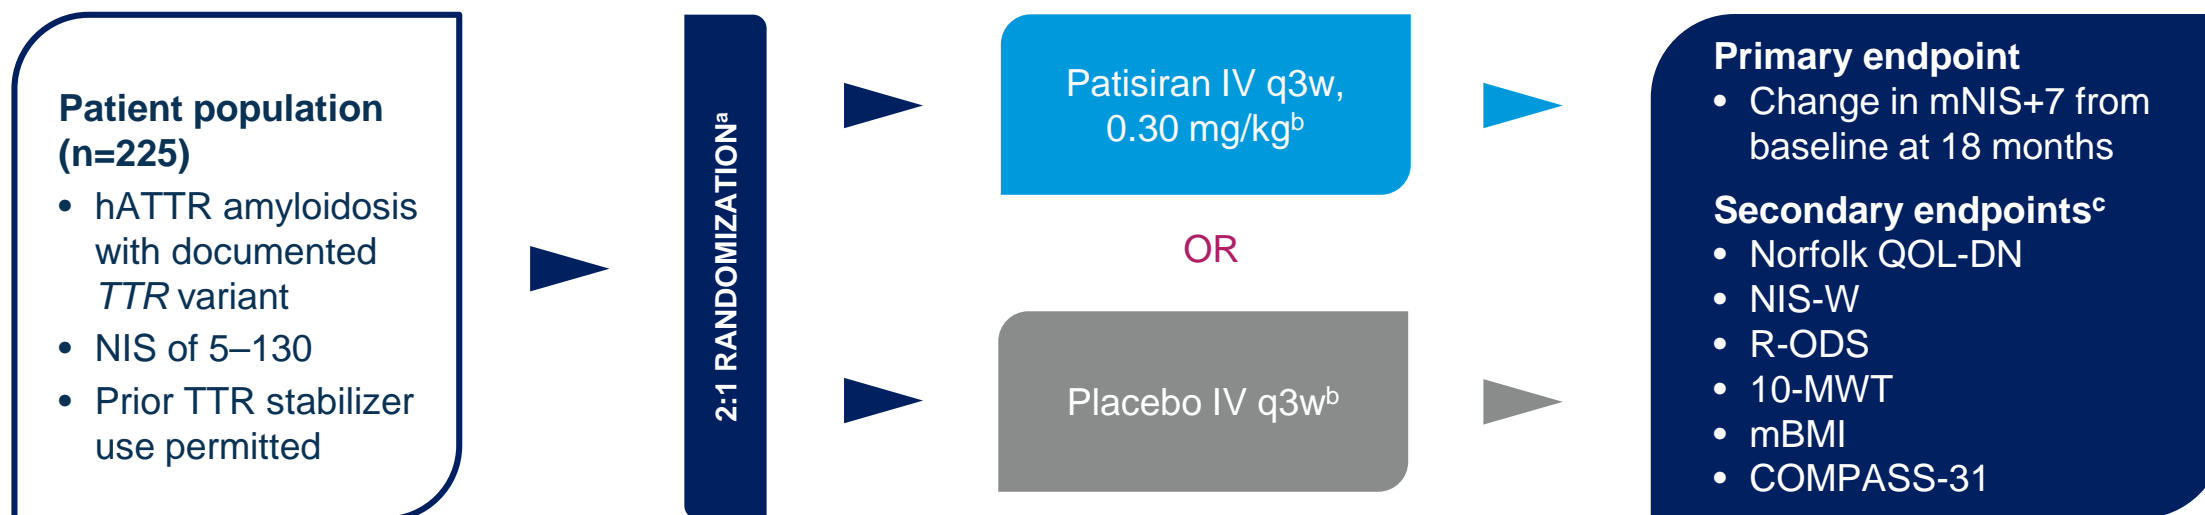 Patient population
(n=225)
• hATTR amyloidosis
with documented
TTR variant
• NIS of 5–130
• Prior TTR stabilizer
use permitted
2:1 RANDOMIZATIONᵃ
Patisiran IV q3w,
0.30 mg/kgᵇ
OR
Placebo IV q3wᵇ
Primary endpoint
• Change in mNIS+7 from
baseline at 18 months
Secondary endpointsᶜ
• Norfolk QOL-DN
• NIS-W
• R-ODS
• 10-MWT
• mBMI
• COMPASS-31